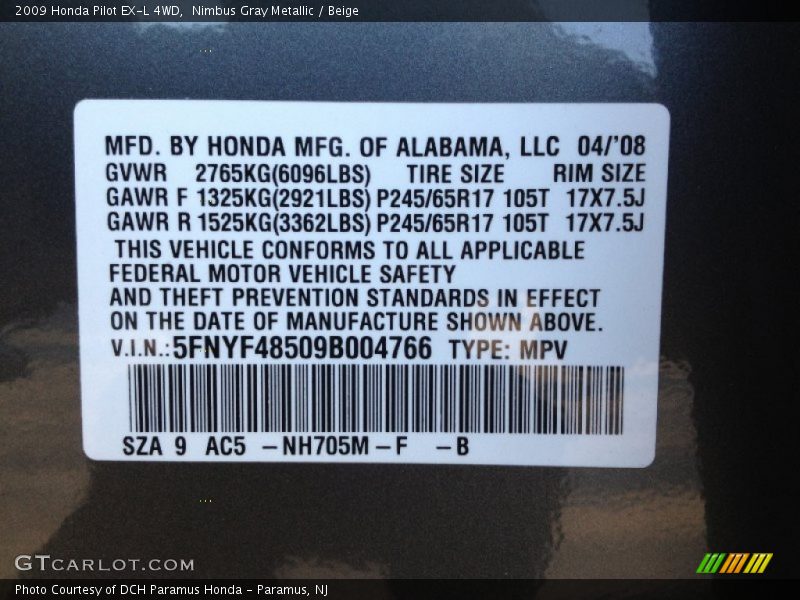 2009 Honda Pilot EX-L 4WD,  Nimbus Gray Metallic / Beige
MFD. BY HONDA MFG. OF ALABAMA, LLC 04/'08
GVWR 2765KG(6096LBS) TIRE SIZE RIM SIZE
GAWR F 1325KG(2921LBS) P245/65R17 105T 17X7.5J
GAWR R 1525KG(3362LBS) P245/65R17 105T 17X7.5J
THIS VEHICLE CONFORMS TO ALL APPLICABLE
FEDERAL MOTOR VEHICLE SAFETY
AND THEFT PREVENTION STANDARDS IN EFFECT
ON THE DATE OF MANUFACTURE SHOWN ABOVE.
V.I.N.:5FNYF48509B004766 TYPE: MPV
SZA 9 AC5 –NH705M–F –B
GTCARLOT.COM
Photo Courtesy of DCH Paramus Honda – Paramus, NJ